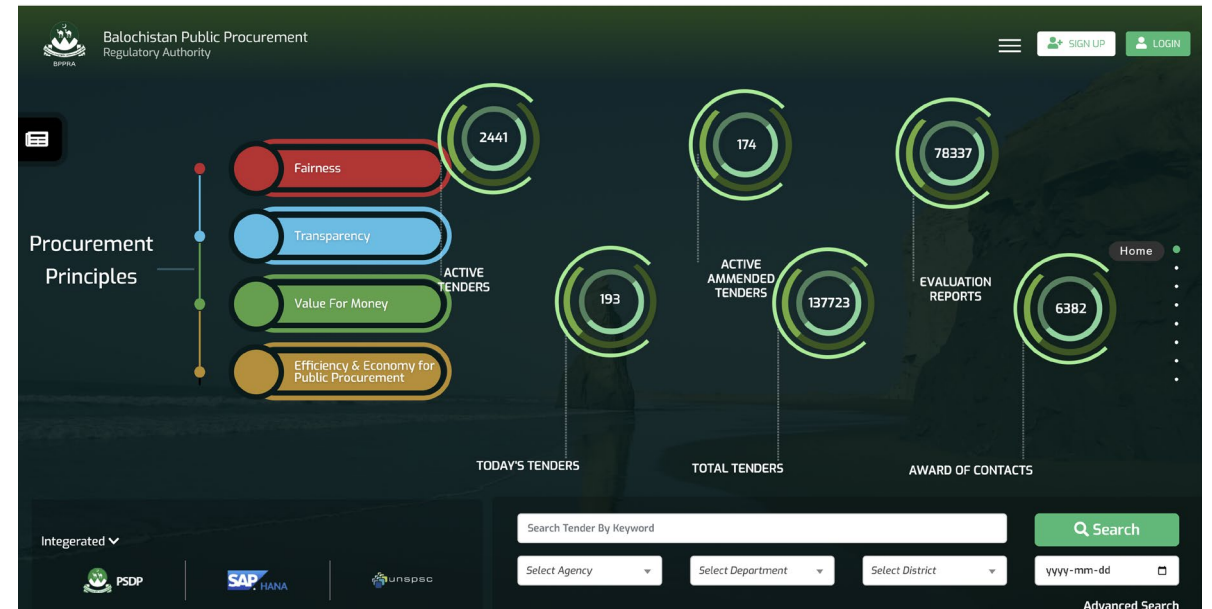 Balochistan Public Procurement
Regulatory Authority
BPPRA
SIGN UP
LOGIN
Procurement
Principles
Fairness
Transparency
Value For Money
Efficiency & Economy for
Public Procurement
2441
ACTIVE
TENDERS
193
TODAY'S TENDERS
174
ACTIVE
AMMENDED
TENDERS
137723
TOTAL TENDERS
78337
EVALUATION
REPORTS
6382
AWARD OF CONTACTS
Home
Integerated
PSDP
SAP HANA
unspsc
Search Tender By Keyword
Search
Select Agency
Select Department
Select District
yyyy-mm-dd
Advanced Search